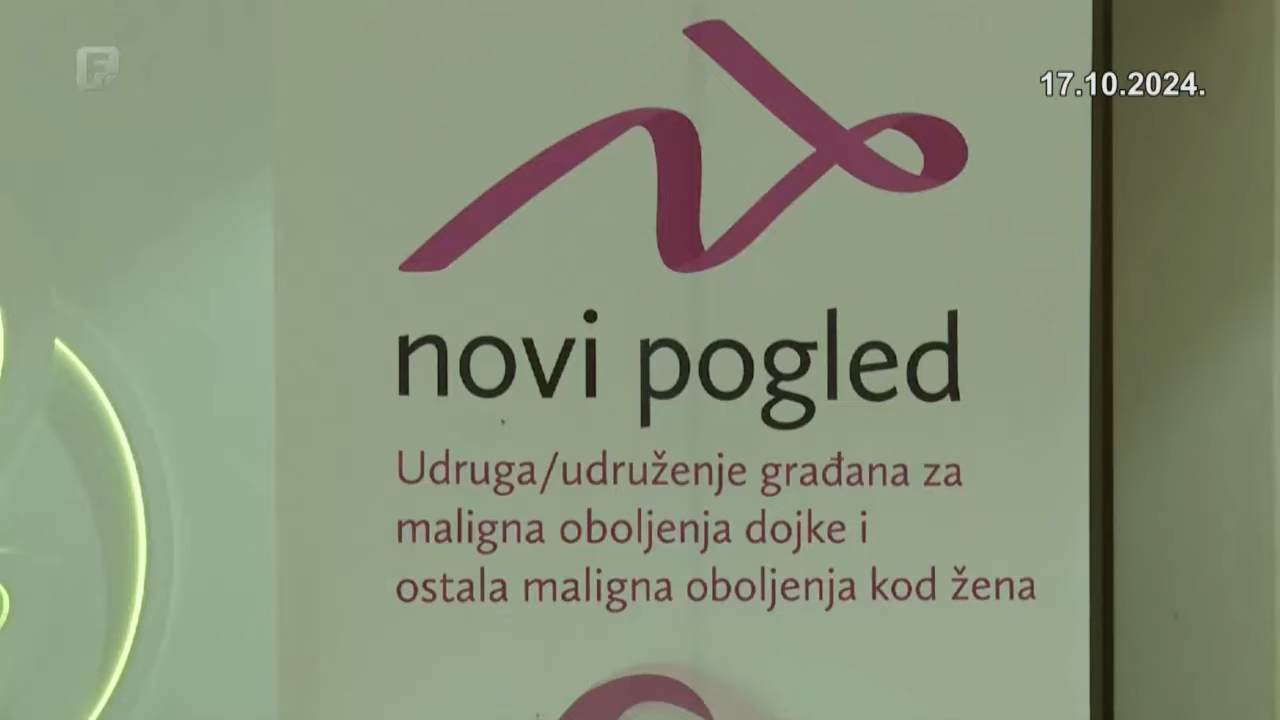 F
17.10.2024.
novi pogled
Udruga/udruženje građana za
maligna oboljenja dojke i
ostala maligna oboljenja kod žena